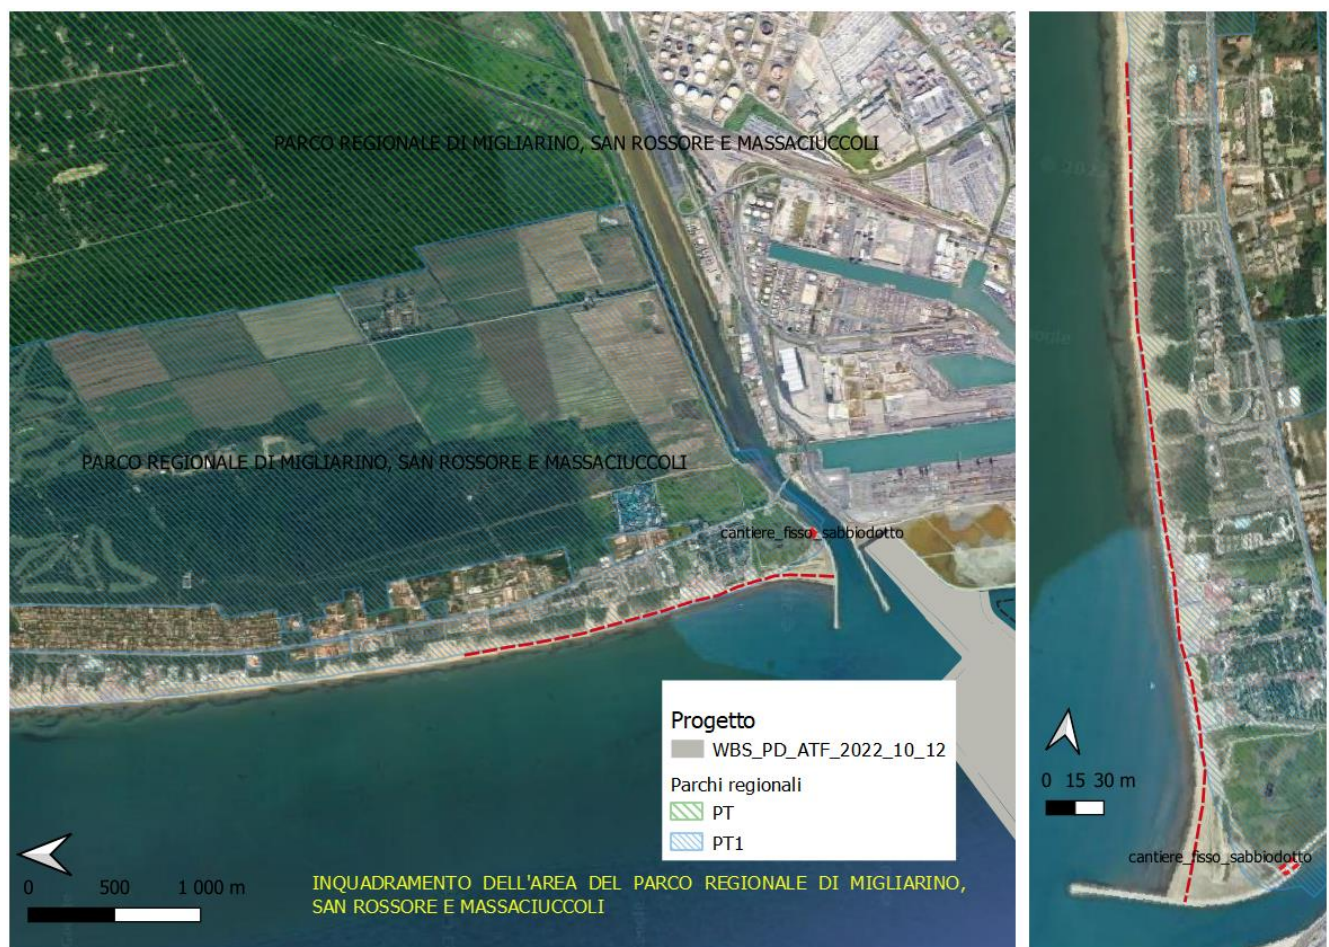 PARCO REGIONALE DI MIGLIARINO, SAN ROSSORE E MASSACIUCCOLI
PARCO REGIONALE DI MIGLIARINO, SAN ROSSORE E MASSACIUCCOLI
cantiere_fisso_sabbiodotto
Progetto
WBS_PD_ATF_2022_10_12
Parchi regionali
PT
PT1
0 500 1 000 m
INQUADRAMENTO DELL'AREA DEL PARCO REGIONALE DI MIGLIARINO,
SAN ROSSORE E MASSACIUCCOLI
0 15 30 m
cantiere_fisso_sabbiodotto